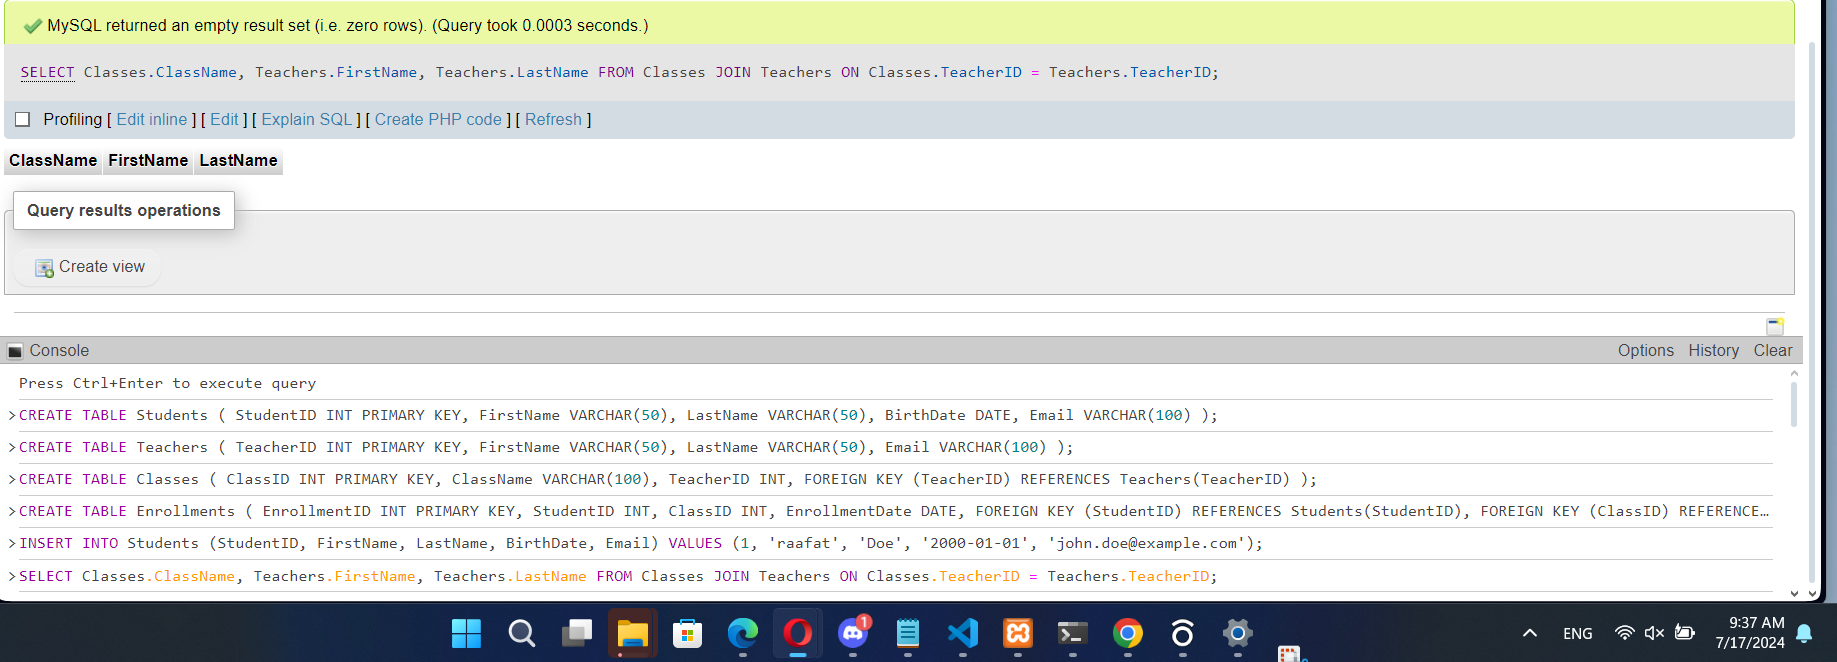 MySQL returned an empty result set (i.e. zero rows). (Query took 0.0003 seconds.)
SELECT Classes.ClassName, Teachers.FirstName, Teachers.LastName FROM Classes JOIN Teachers ON Classes.TeacherID = Teachers.TeacherID;
Profiling [ Edit inline ] [ Edit ] [ Explain SQL ] [ Create PHP code ] [ Refresh ]
ClassName FirstName LastName
Query results operations
Create view
Console Options History Clear
Press Ctrl+Enter to execute query
>CREATE TABLE Students ( StudentID INT PRIMARY KEY, FirstName VARCHAR(50), LastName VARCHAR(50), BirthDate DATE, Email VARCHAR(100) );
>CREATE TABLE Teachers ( TeacherID INT PRIMARY KEY, FirstName VARCHAR(50), LastName VARCHAR(50), Email VARCHAR(100) );
>CREATE TABLE Classes ( ClassID INT PRIMARY KEY, ClassName VARCHAR(100), TeacherID INT, FOREIGN KEY (TeacherID) REFERENCES Teachers(TeacherID) );
>CREATE TABLE Enrollments ( EnrollmentID INT PRIMARY KEY, StudentID INT, ClassID INT, EnrollmentDate DATE, FOREIGN KEY (StudentID) REFERENCES Students(StudentID), FOREIGN KEY (ClassID) REFERENCE…
>INSERT INTO Students (StudentID, FirstName, LastName, BirthDate, Email) VALUES (1, 'raafat', 'Doe', '2000-01-01', 'john.doe@example.com');
>SELECT Classes.ClassName, Teachers.FirstName, Teachers.LastName FROM Classes JOIN Teachers ON Classes.TeacherID = Teachers.TeacherID;
1
ENG
9:37 AM
7/17/2024